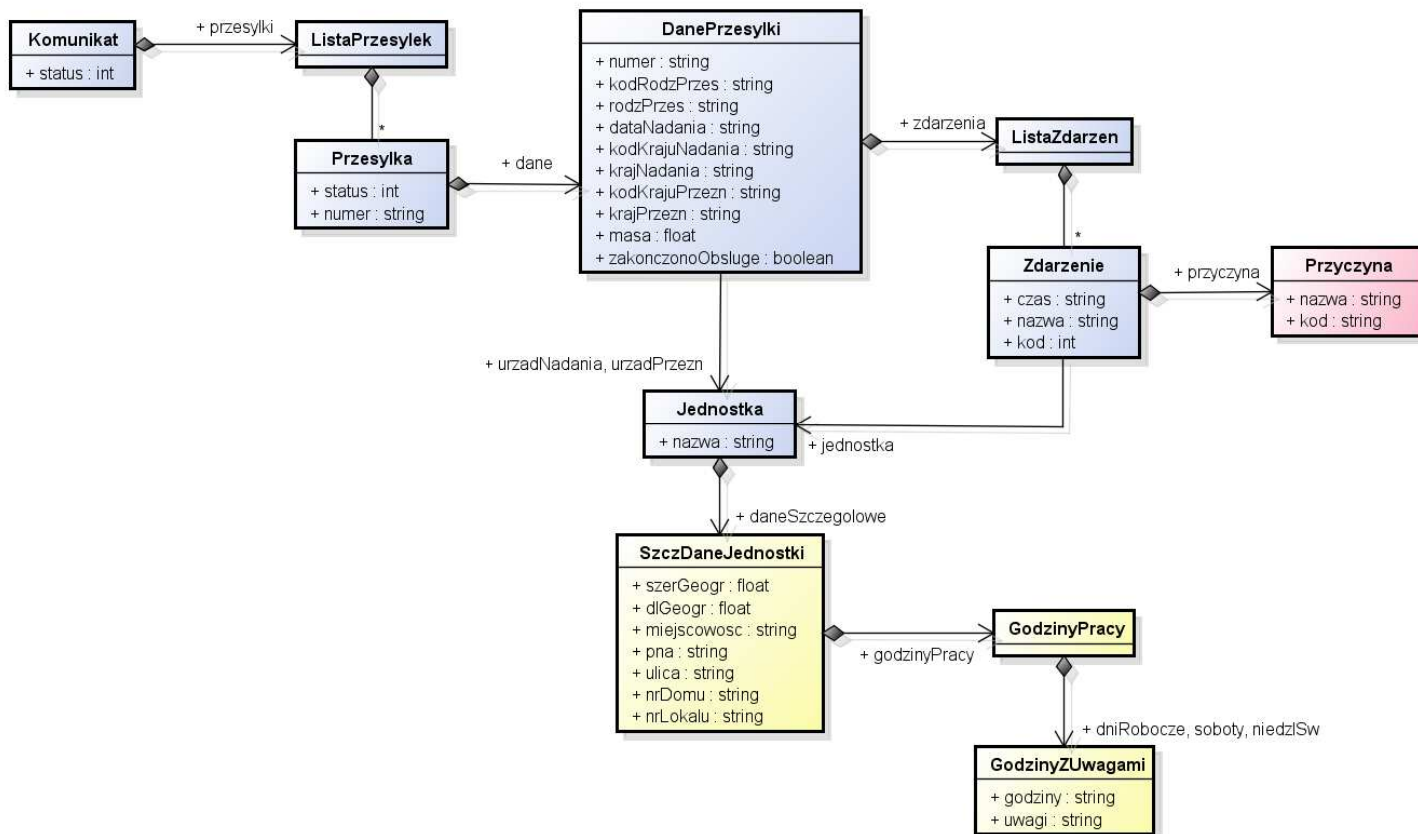 Komunikat
+ status : int
+ przesylki
ListaPrzesylek
*
Przesylka
+ status : int
+ numer : string
+ dane
DanePrzesylki
+ numer : string
+ kodRodzPrzes : string
+ rodzPrzes : string
+ dataNadania : string
+ kodKrajuNadania : string
+ krajNadania : string
+ kodKrajuPrzezn : string
+ krajPrzezn : string
+ masa : float
+ zakonczonoObsluge : boolean
+ zdarzenia
ListaZdarzen
*
Zdarzenie
+ czas : string
+ nazwa : string
+ kod : int
+ przyczyna
Przyczyna
+ nazwa : string
+ kod : string
+ urzadNadania, urzadPrzezn
Jednostka
+ nazwa : string
+ jednostka
+ daneSzczegolowe
SzczDaneJednostki
+ szerGeogr : float
+ dlGeogr : float
+ miejscowosc : string
+ pna : string
+ ulica : string
+ nrDomu : string
+ nrLokalu : string
+ godzinyPracy
GodzinyPracy
+ dniRobocze, soboty, niedzISw
GodzinyZUwagami
+ godziny : string
+ uwagi : string